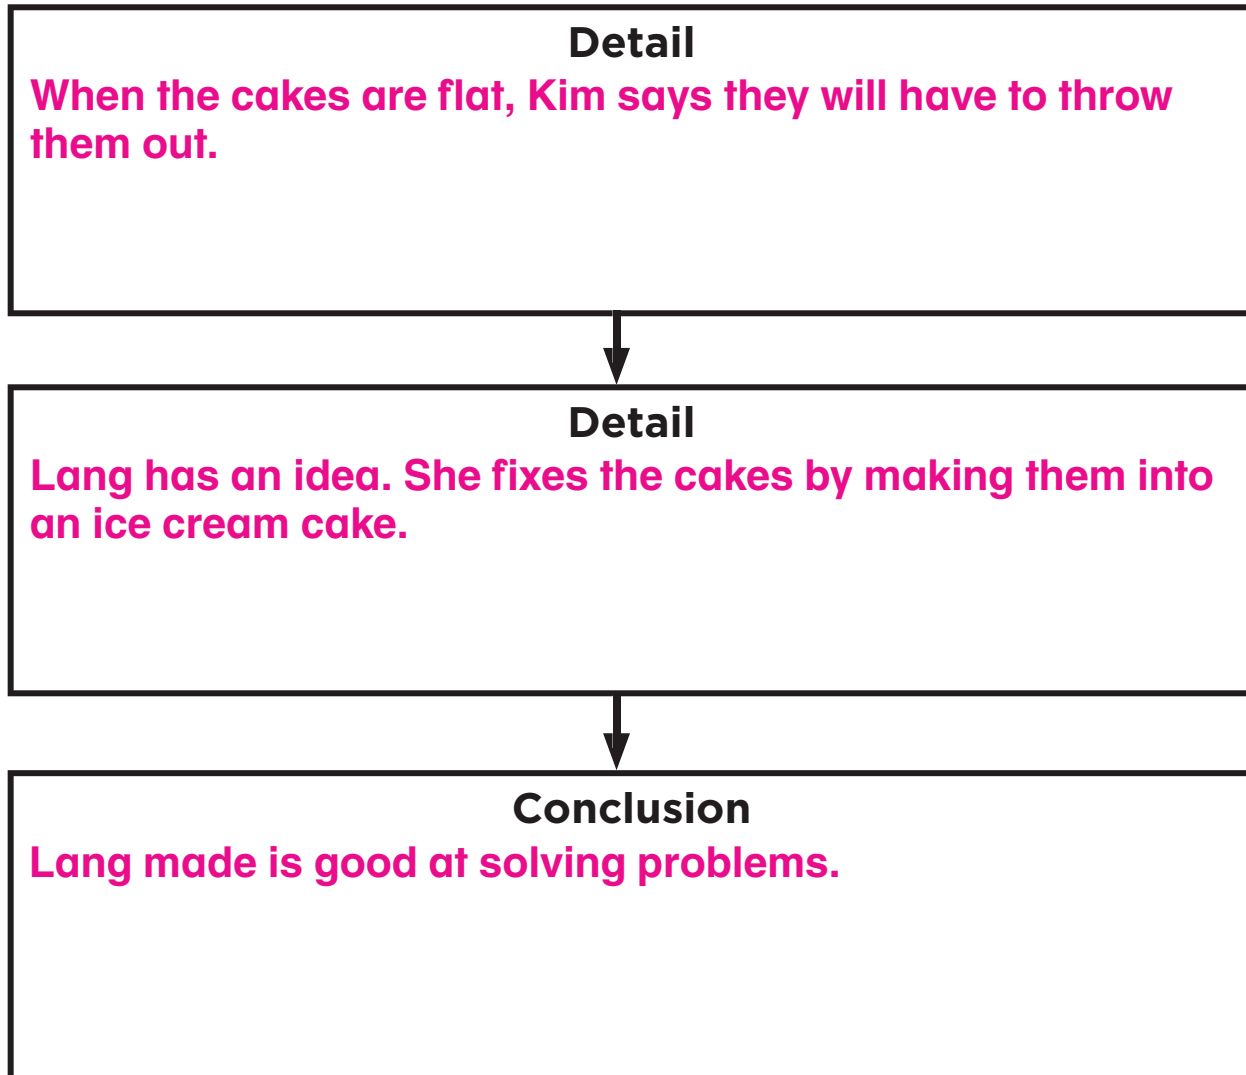 Detail
When the cakes are flat, Kim says they will have to throw
them out.
Detail
Lang has an idea. She fixes the cakes by making them into
an ice cream cake.
Conclusion
Lang made is good at solving problems.